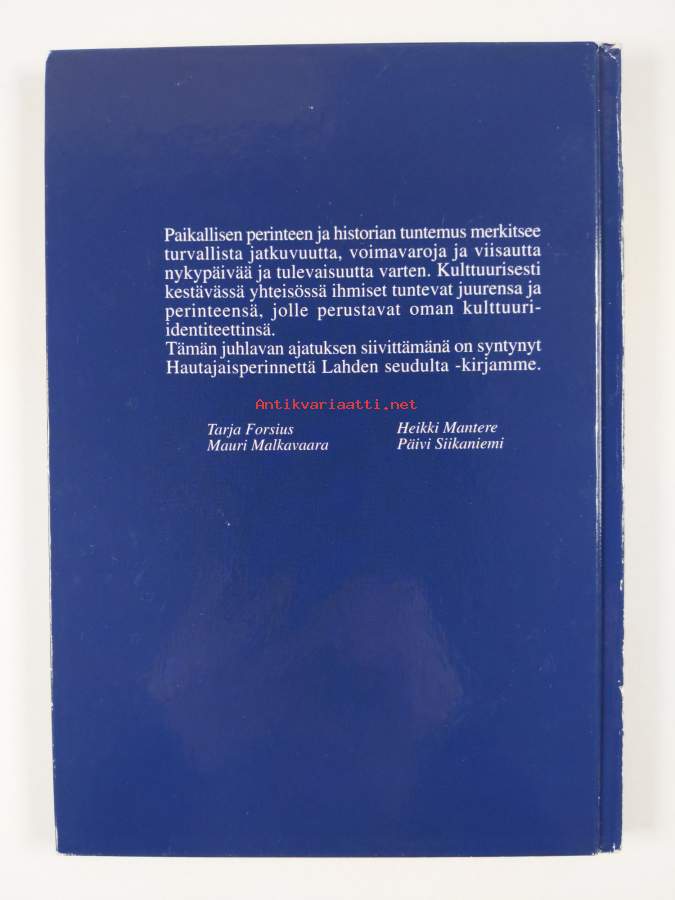 Paikallisen perinteen ja historian tuntemus merkitsee
turvallista jatkuvuutta, voimavaroja ja viisautta
nykypäivää ja tulevaisuutta varten. Kulttuurisesti
kestävässä yhteisössä ihmiset tuntevat juurensa ja
perinteensä, jolle perustavat oman kulttuuri-
identiteettinsä.
Tämän juhlavan ajatuksen siivittämänä on syntynyt
Hautajaisperinnettä Lahden seudulta -kirjamme.
Antikvariaatti.net
Tarja Forsius
Mauri Malkavaara
Heikki Mantere
Päivi Siikaniemi